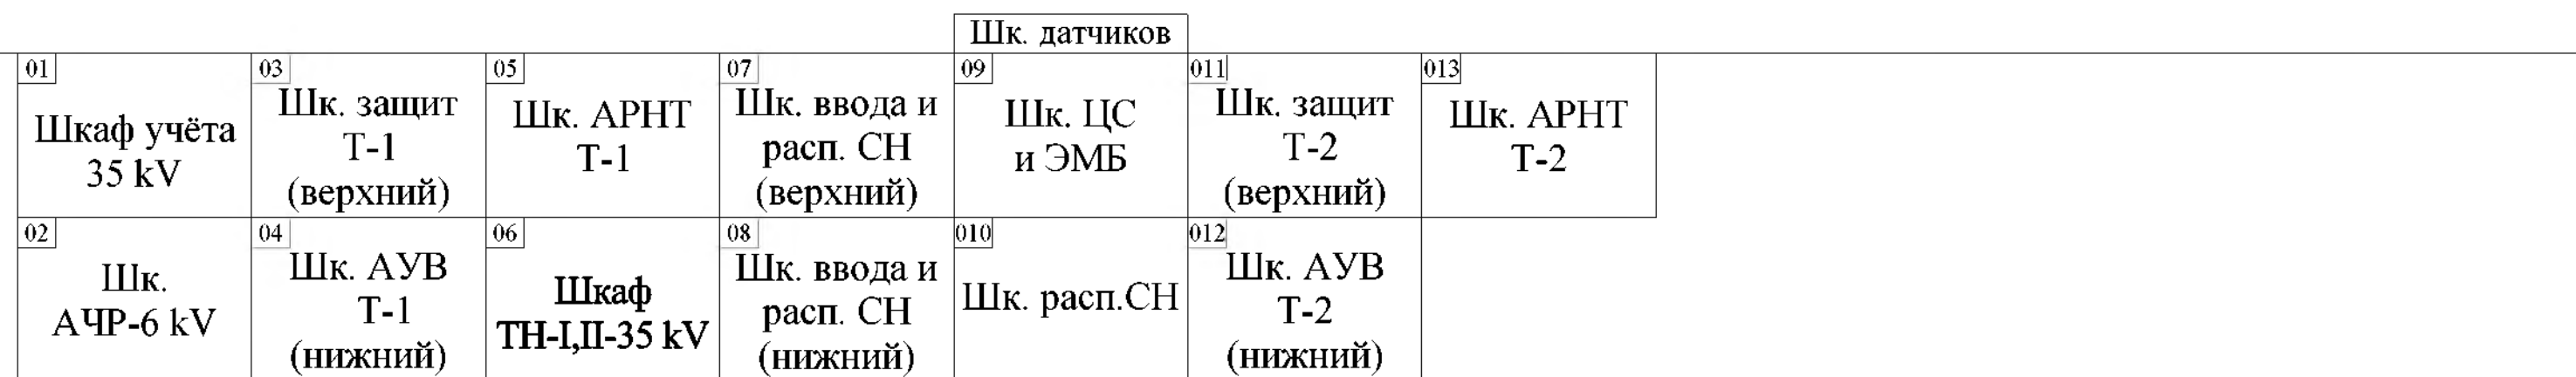 Шк. датчиков
01
Шкаф учёта
35 kV
03
Шк. защит
Т-1
(верхний)
05
Шк. АРНТ
Т-1
07
Шк. ввода и
расп. СН
(верхний)
09
Шк. ЦС
и ЭМБ
011
Шк. защит
Т-2
(верхний)
013
Шк. АРНТ
Т-2
02
Шк.
АЧР-6 kV
04
Шк. АУВ
Т-1
(нижний)
06
Шкаф
ТН-I,II-35 kV
08
Шк. ввода и
расп. СН
(нижний)
010
Шк. расп.СН
012
Шк. АУВ
Т-2
(нижний)